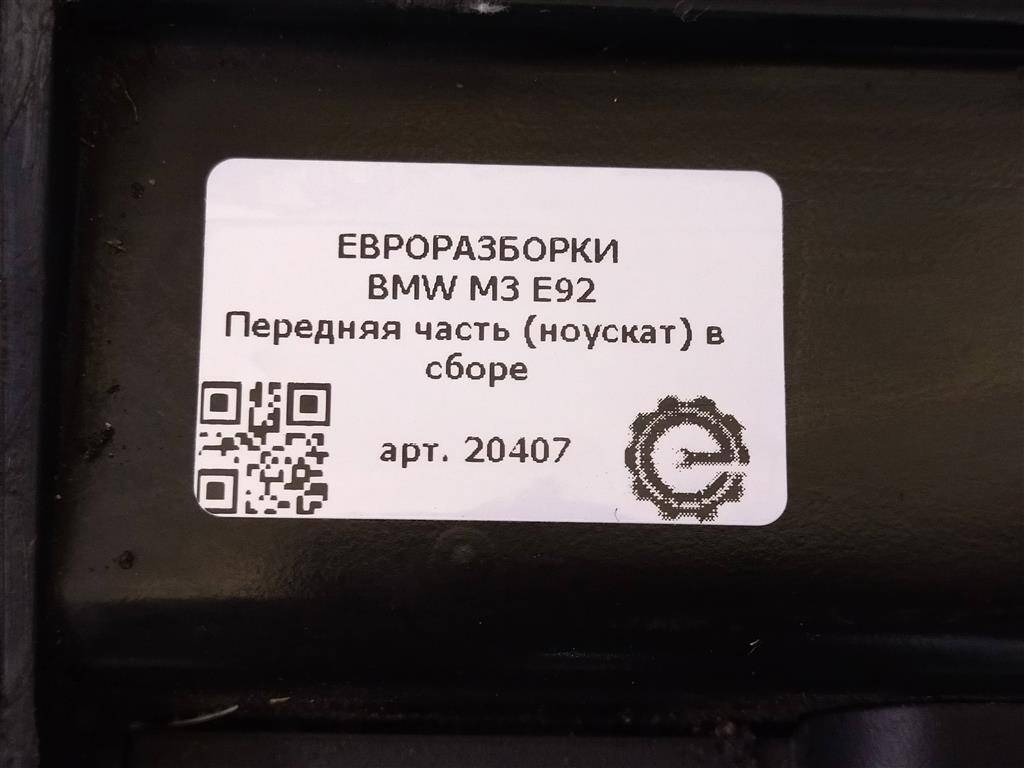 ЕВРОРАЗБОРКИ
BMW M3 E92
Передняя часть (ноускат) в
сборе
арт. 20407